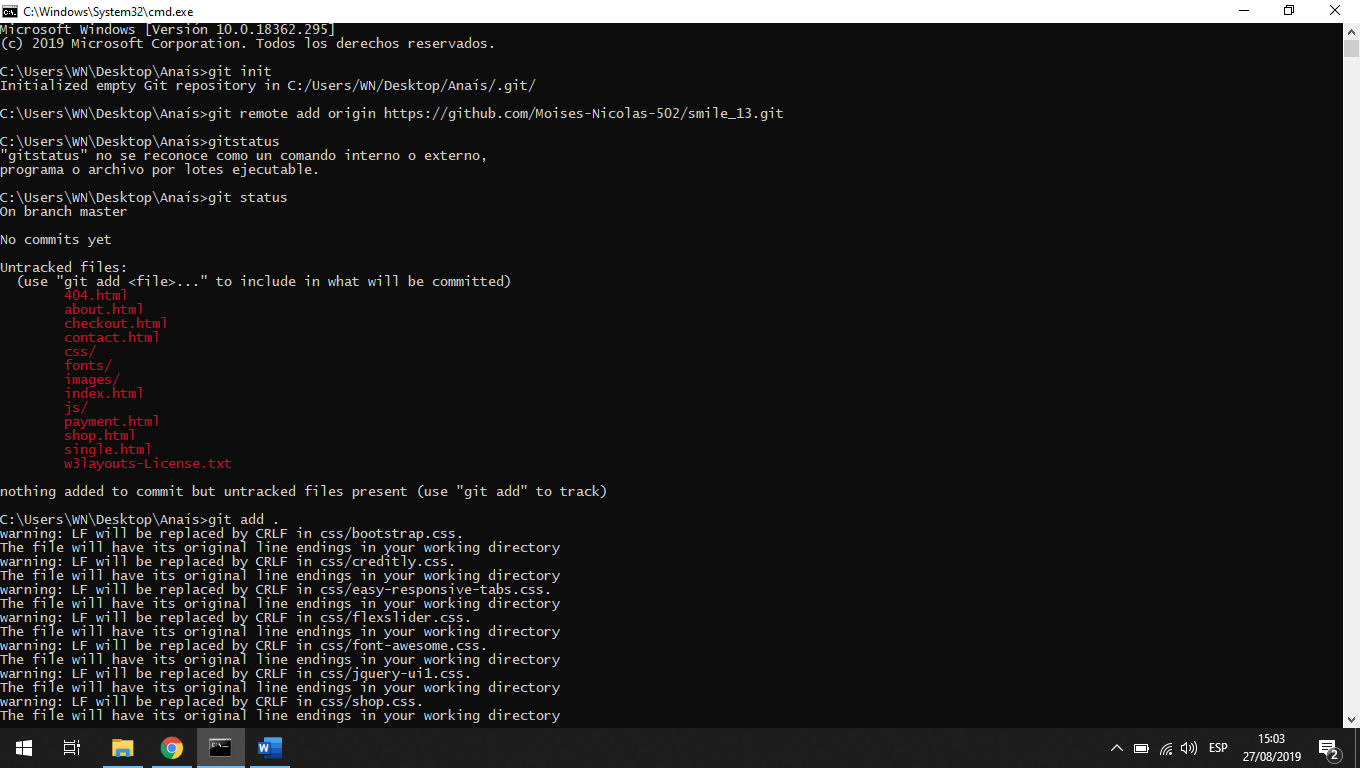 C:\Windows\System32\cmd.exe
Microsoft Windows [Versión 10.0.18362.295]
(c) 2019 Microsoft Corporation. Todos los derechos reservados.
C:\Users\WN\Desktop\Anaís>git init
Initialized empty Git repository in C:/Users/WN/Desktop/Anaís/.git/
C:\Users\WN\Desktop\Anaís>git remote add origin https://github.com/Moises-Nicolas-502/smile_13.git
C:\Users\WN\Desktop\Anaís>gitstatus
"gitstatus" no se reconoce como un comando interno o externo,
programa o archivo por lotes ejecutable.
C:\Users\WN\Desktop\Anaís>git status
On branch master
No commits yet
Untracked files:
(use "git add <file>..." to include in what will be committed)
404.html
about.html
checkout.html
contact.html
css/
fonts/
images/
index.html
js/
payment.html
shop.html
single.html
w3layouts-License.txt
nothing added to commit but untracked files present (use "git add" to track)
C:\Users\WN\Desktop\Anaís>git add .
warning: LF will be replaced by CRLF in css/bootstrap.css.
The file will have its original line endings in your working directory
warning: LF will be replaced by CRLF in css/creditly.css.
The file will have its original line endings in your working directory
warning: LF will be replaced by CRLF in css/easy-responsive-tabs.css.
The file will have its original line endings in your working directory
warning: LF will be replaced by CRLF in css/flexslider.css.
The file will have its original line endings in your working directory
warning: LF will be replaced by CRLF in css/font-awesome.css.
The file will have its original line endings in your working directory
warning: LF will be replaced by CRLF in css/jquery-ui1.css.
The file will have its original line endings in your working directory
warning: LF will be replaced by CRLF in css/shop.css.
The file will have its original line endings in your working directory
ESP
15:03
27/08/2019
2